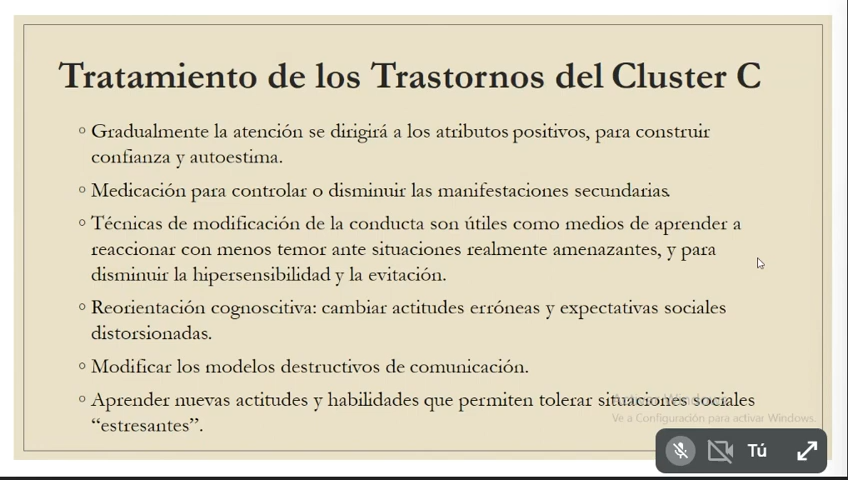 Tratamiento de los Trastornos del Cluster C
◦ Gradualmente la atención se dirigirá a los atributos positivos, para construir
confianza y autoestima.
◦ Medicación para controlar o disminuir las manifestaciones secundarias.
◦ Técnicas de modificación de la conducta son útiles como medios de aprender a
reaccionar con menos temor ante situaciones realmente amenazantes, y para
disminuir la hipersensibilidad y la evitación.
◦ Reorientación cognoscitiva: cambiar actitudes erróneas y expectativas sociales
distorsionadas.
◦ Modificar los modelos destructivos de comunicación.
◦ Aprender nuevas actitudes y habilidades que permiten tolerar situaciones sociales
“estresantes”.
Activar Windows
Ve a Configuración para activar Windows.
Tú